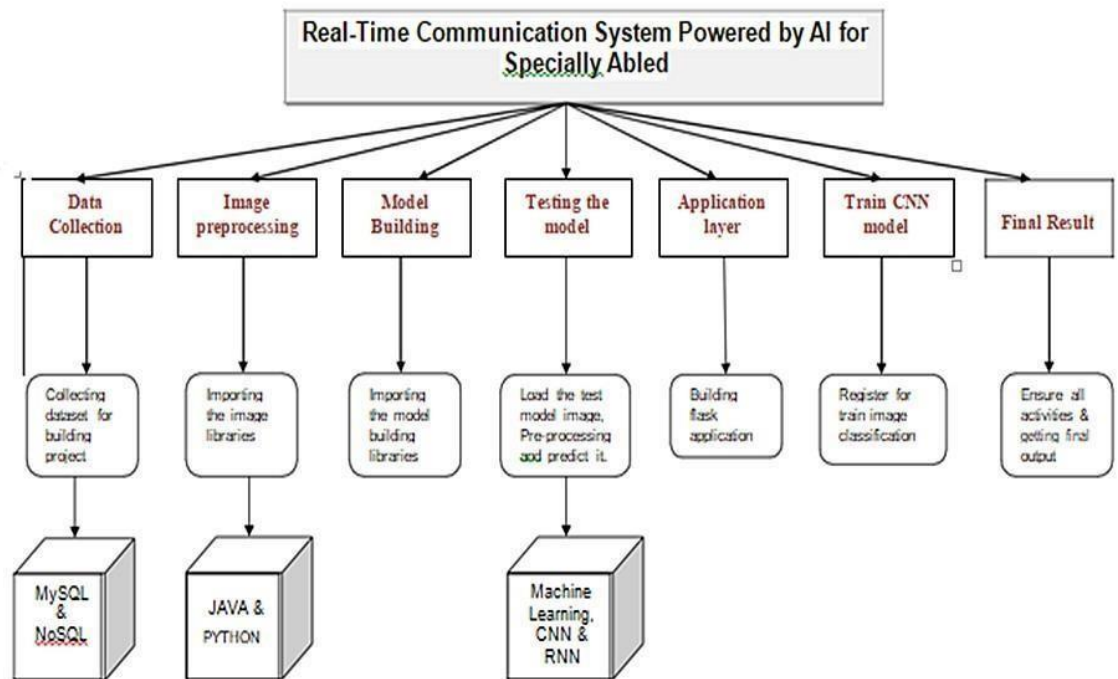 Real-Time Communication System Powered by AI for
Specially Abled
Data
Collection
Image
preprocessing
Model
Building
Testing the
model
Application
layer
Train CNN
model
Final Result
Collecting
dataset for
building
project
Importing
the image
libraries
Importing
the model
building
libraries
Load the test
model image,
Pre-processing
and predict it.
Building
flask
application
Register for
train image
classification
Ensure all
activities &
getting final
output
MySQL
&
NoSQL
JAVA &
PYTHON
Machine
Learning,
CNN &
RNN